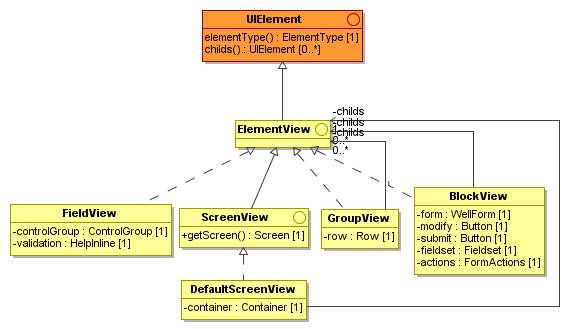 UIElement
elementType() : ElementType [1]
childs() : UIElement [0..*]
-childs
-childs
-childs
ElementView
0..*
0..*
FieldView
-controlGroup : ControlGroup [1]
-validation : HelpInline [1]
ScreenView
+getScreen() : Screen [1]
GroupView
-row : Row [1]
BlockView
-form : WellForm [1]
-modify : Button [1]
-submit : Button [1]
-fieldset : Fieldset [1]
-actions : FormActions [1]
DefaultScreenView
-container : Container [1]